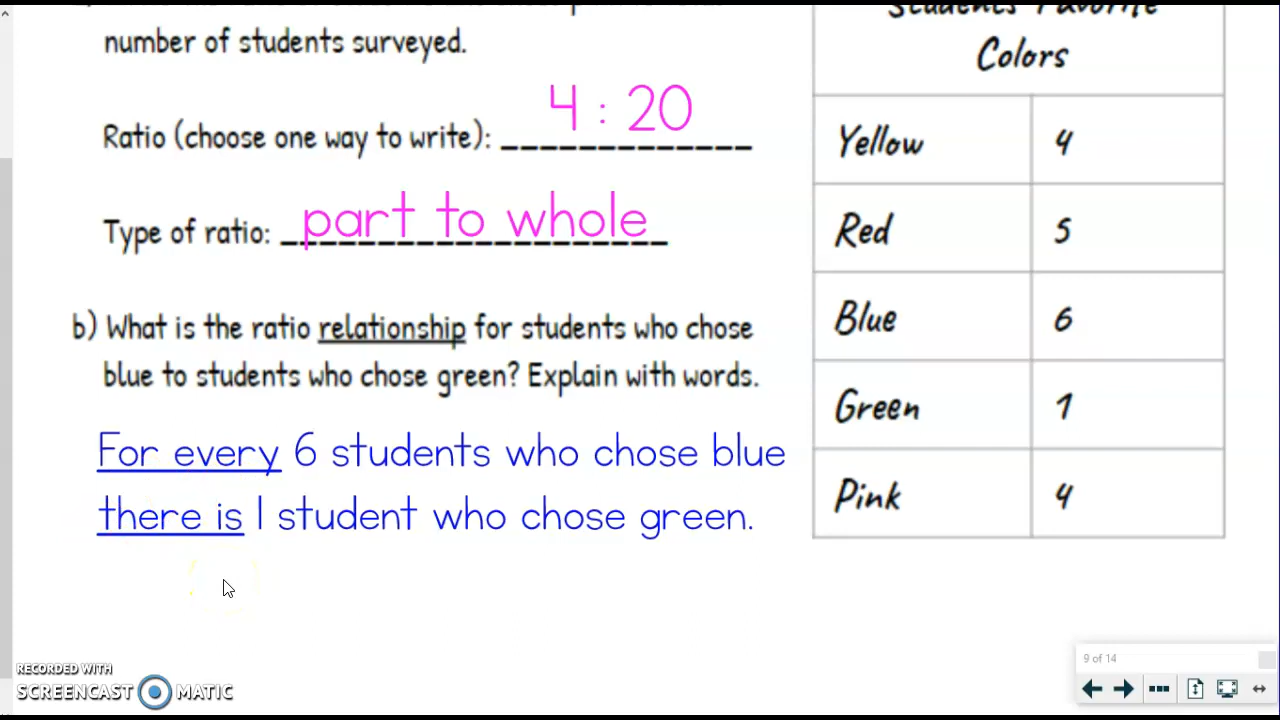 number of students surveyed.
Ratio (choose one way to write): 4 : 20
Type of ratio: part to whole
b) What is the ratio relationship for students who chose
blue to students who chose green? Explain with words.
For every 6 students who chose blue
there is 1 student who chose green.
Students Favorite
Colors
Yellow 4
Red 5
Blue 6
Green 1
Pink 4
RECORDED WITH
SCREENCAST MATIC
9 of 14